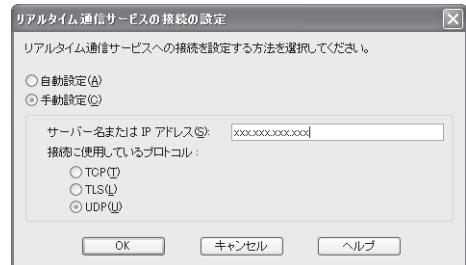 リアルタイム通信サービスの接続の設定
リアルタイム通信サービスへの接続を設定する方法を選択してください。
自動設定(A)
手動設定(C)
サーバー名または IP アドレス(S):
xxx.xxx.xxx.xxx
接続に使用しているプロトコル :
TCP(T)
TLS(L)
UDP(U)
OK
キャンセル
ヘルプ